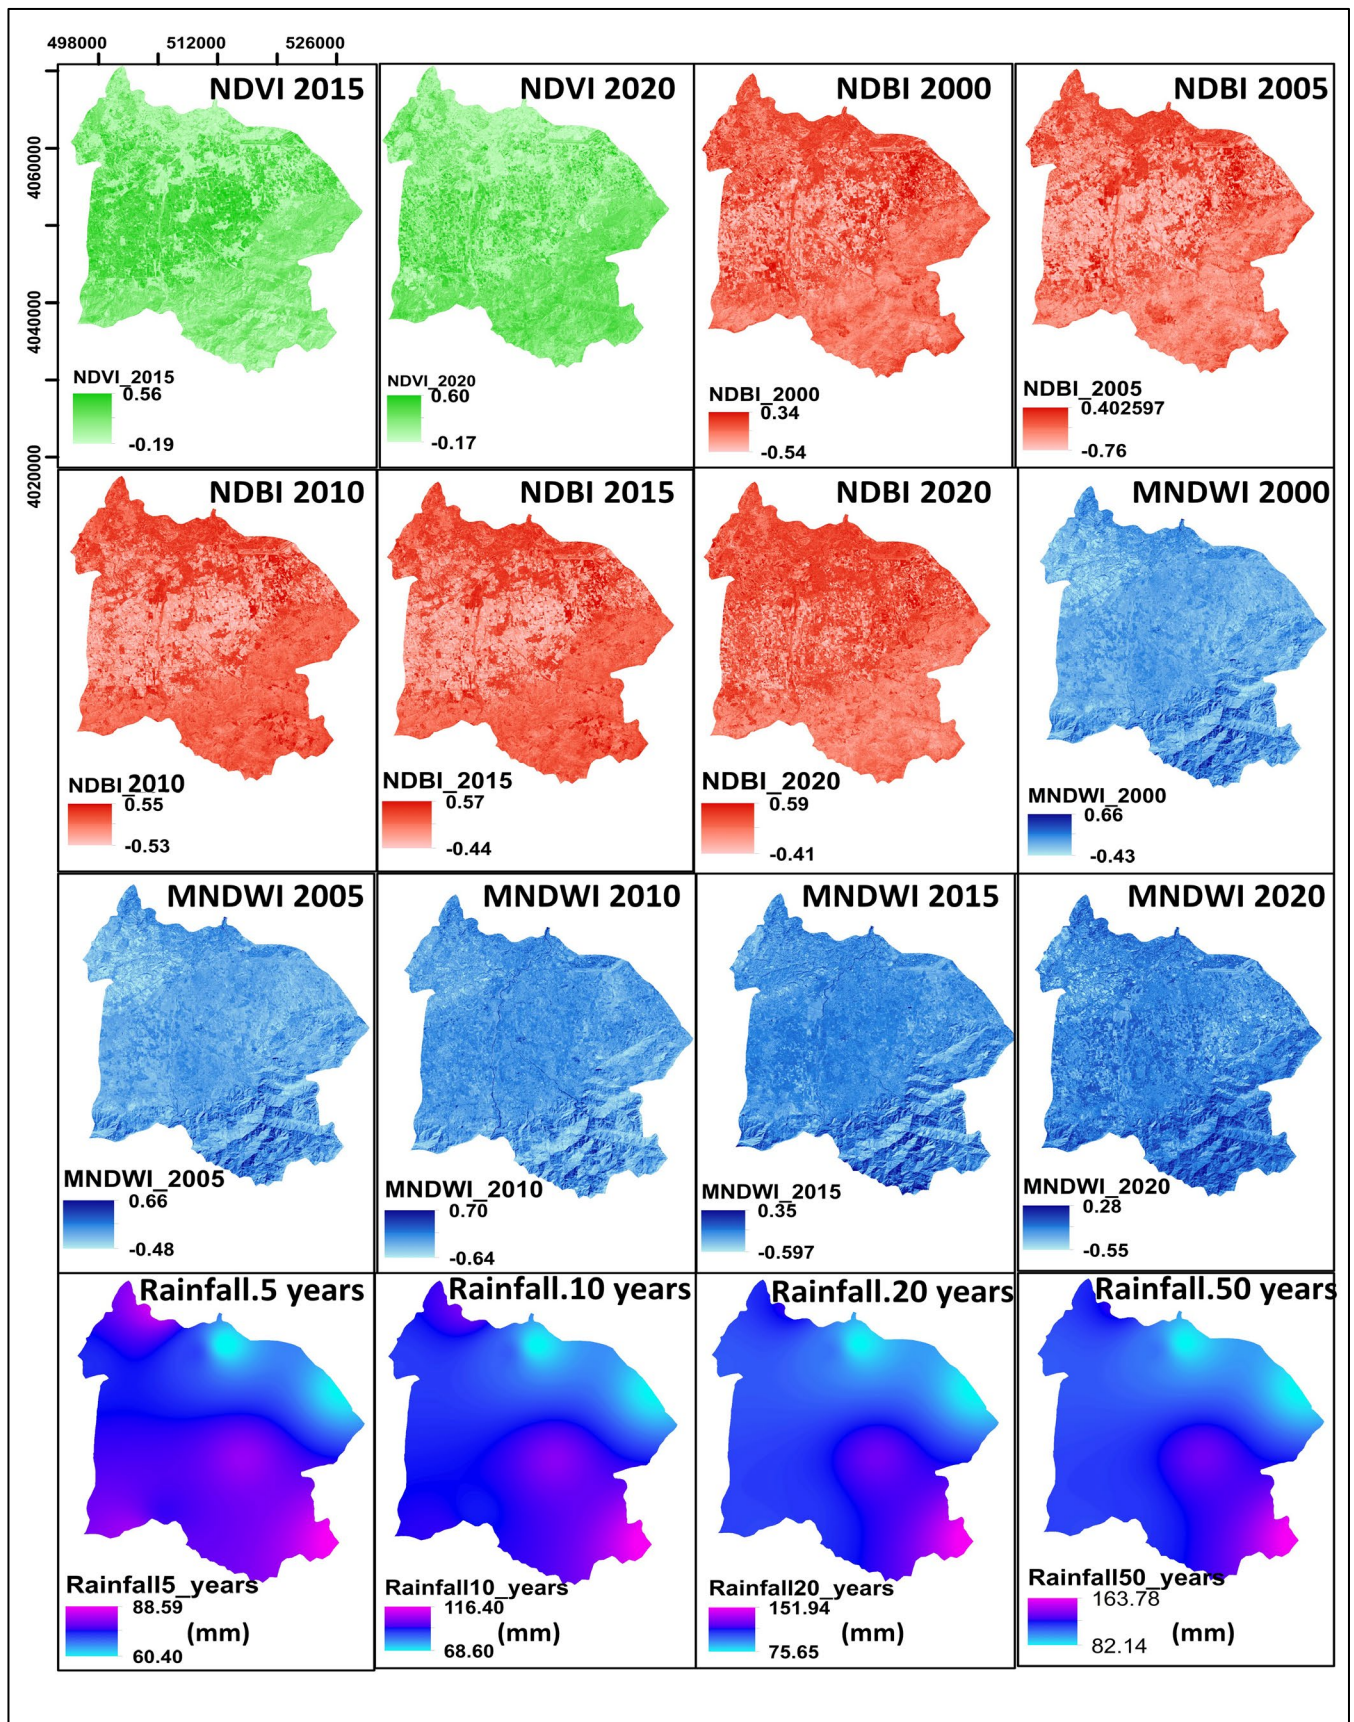 498000 512000 526000
4060000
4040000
4020000
NDVI 2015
NDVI_2015
0.56
-0.19
NDVI 2020
NDVI_2020
0.60
-0.17
NDBI 2000
NDBI_2000
0.34
-0.54
NDBI 2005
NDBI_2005
0.402597
-0.76
NDBI 2010
NDBI_2010
0.55
-0.53
NDBI 2015
NDBI_2015
0.57
-0.44
NDBI 2020
NDBI_2020
0.59
-0.41
MNDWI 2000
MNDWI_2000
0.66
-0.43
MNDWI 2005
MNDWI_2005
0.66
-0.48
MNDWI 2010
MNDWI_2010
0.70
-0.64
MNDWI 2015
MNDWI_2015
0.35
-0.597
MNDWI 2020
MNDWI_2020
0.28
-0.55
Rainfall.5 years
Rainfall5_years
88.59
(mm)
60.40
Rainfall.10 years
Rainfall10_years
116.40
(mm)
68.60
Rainfall.20 years
Rainfall20_years
151.94
(mm)
75.65
Rainfall.50 years
Rainfall50_years
163.78
(mm)
82.14